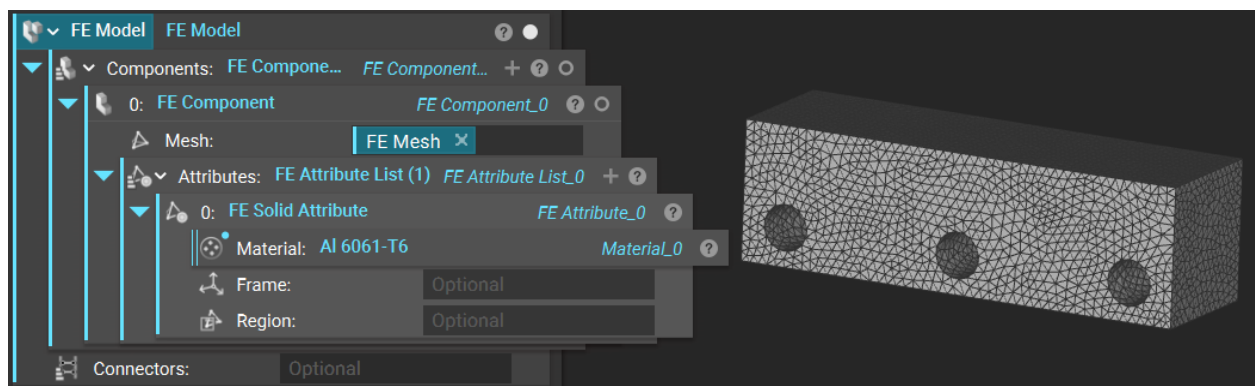 FE Model FE Model
Components: FE Compone... FE Component... +
0: FE Component FE Component_0
Mesh: FE Mesh ×
Attributes: FE Attribute List (1) FE Attribute List_0 +
0: FE Solid Attribute FE Attribute_0
Material: Al 6061-T6 Material_0
Frame: Optional
Region: Optional
Connectors: Optional